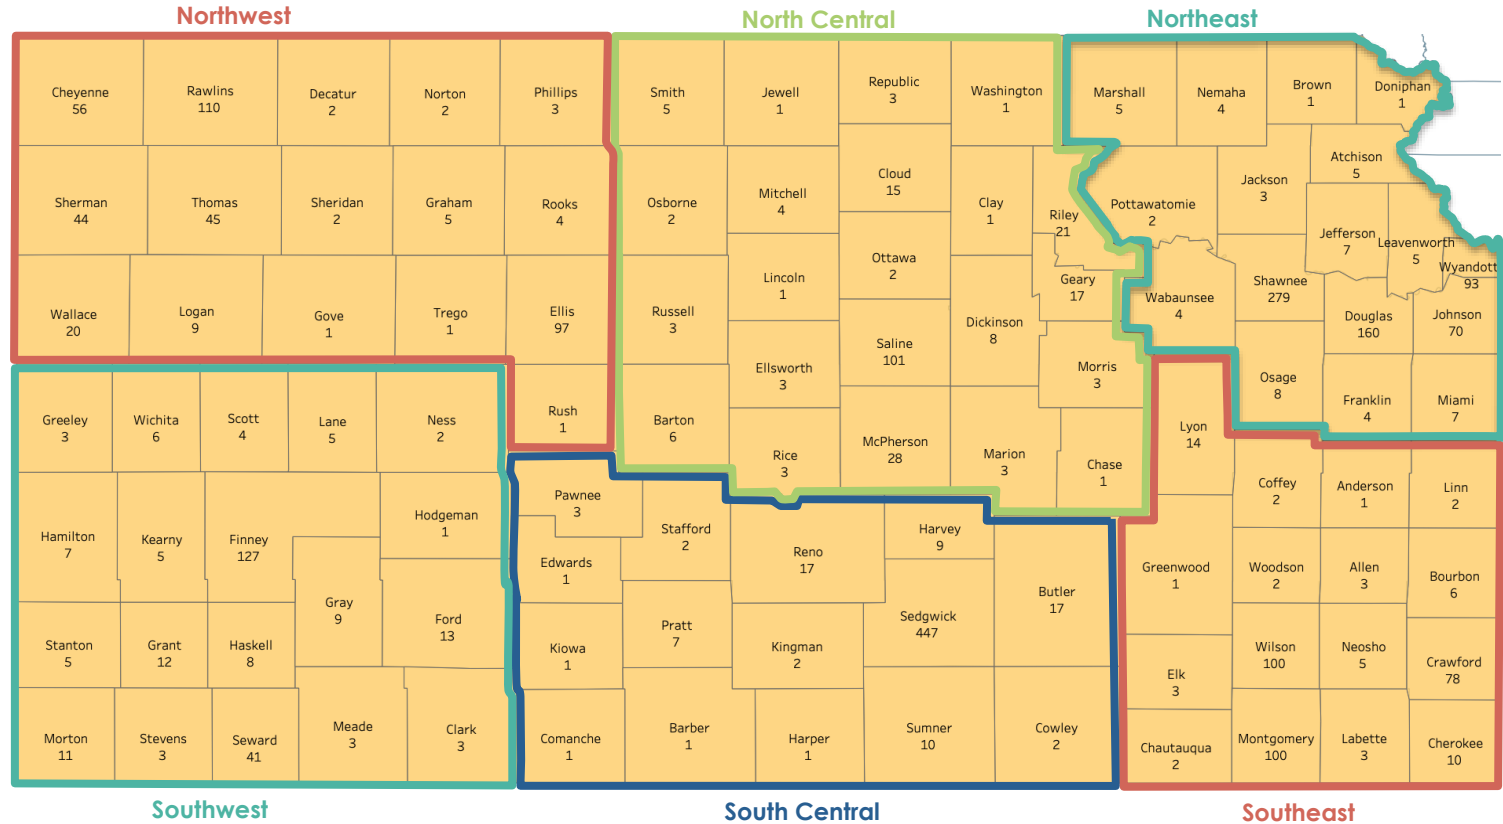 Northwest
North Central
Northeast
Cheyenne
56
Rawlins
110
Decatur
2
Norton
2
Phillips
3
Smith
5
Jewell
1
Republic
3
Washington
1
Marshall
5
Nemaha
4
Brown
1
Doniphan
1
Sherman
44
Thomas
45
Sheridan
2
Graham
5
Rooks
4
Osborne
2
Mitchell
4
Cloud
15
Clay
1
Riley
21
Pottawatomie
2
Jackson
3
Atchison
5
Jefferson
7
Leavenworth
5
Wyandott
93
Wallace
20
Logan
9
Gove
1
Trego
1
Ellis
97
Russell
3
Lincoln
1
Ottawa
2
Geary
17
Wabaunsee
4
Shawnee
279
Douglas
160
Johnson
70
Dickinson
8
Saline
101
Ellsworth
3
Morris
3
Osage
8
Franklin
4
Miami
7
Greeley
3
Wichita
6
Scott
4
Lane
5
Ness
2
Rush
1
Barton
6
Rice
3
McPherson
28
Marion
3
Chase
1
Lyon
14
Coffey
2
Anderson
1
Linn
2
Hamilton
7
Kearny
5
Finney
127
Hodgeman
1
Pawnee
3
Stafford
2
Reno
17
Harvey
9
Edwards
1
Butler
17
Greenwood
1
Woodson
2
Allen
3
Bourbon
6
Gray
9
Ford
13
Pratt
7
Sedgwick
447
Stanton
5
Grant
12
Haskell
8
Kiowa
1
Kingman
2
Wilson
100
Neosho
5
Crawford
78
Elk
3
Morton
11
Stevens
3
Seward
41
Meade
3
Clark
3
Comanche
1
Barber
1
Harper
1
Sumner
10
Cowley
2
Chautauqua
2
Montgomery
100
Labette
3
Cherokee
10
Southwest
South Central
Southeast